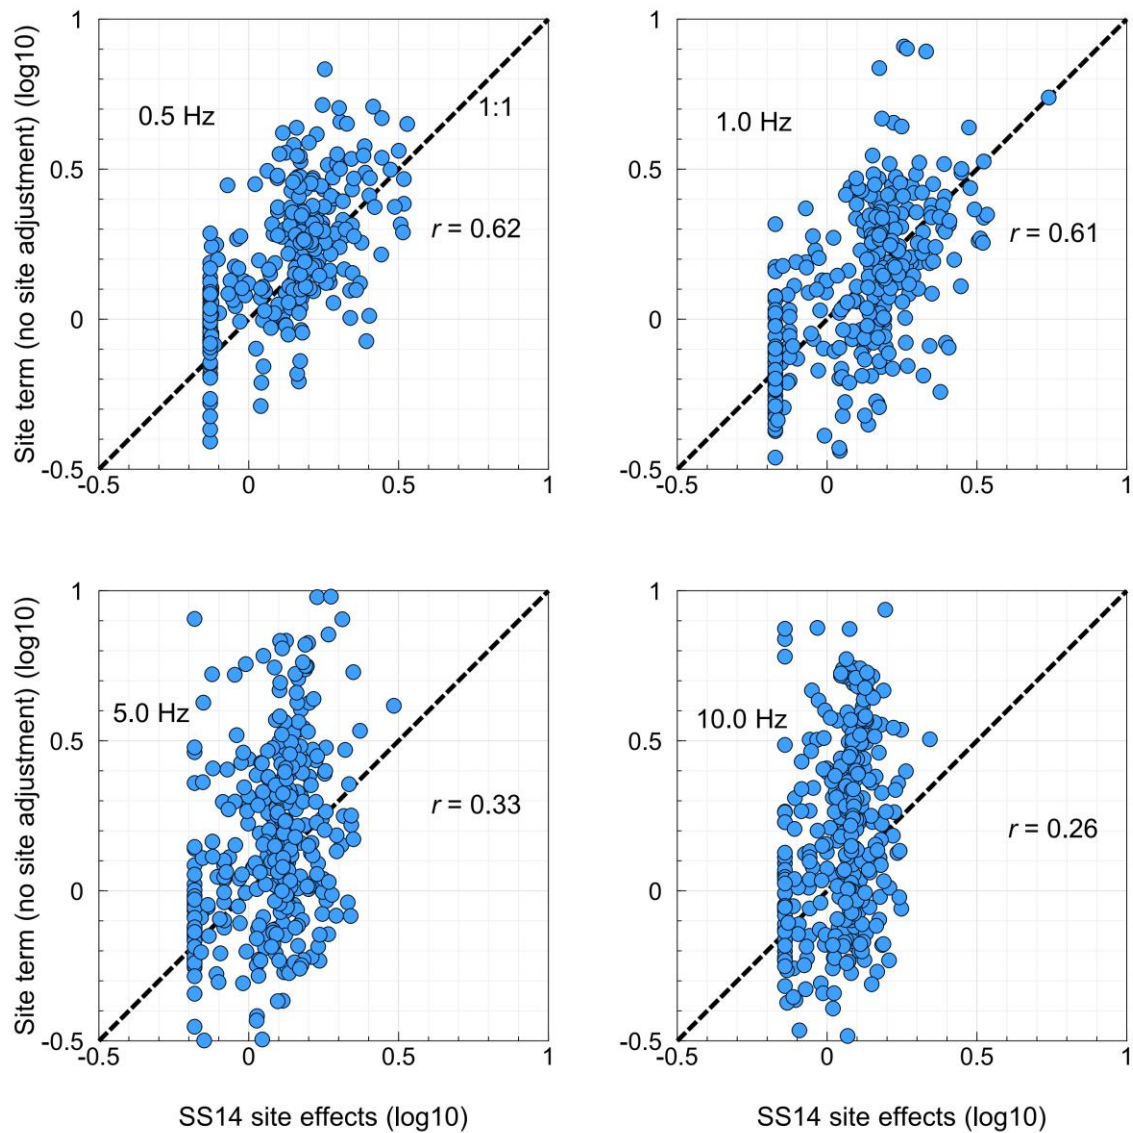 Site term (no site adjustment) (log10)
1
0.5
0
-0.5
-0.5
0
0.5
1
0.5 Hz
1:1
r = 0.62
1
0.5
0
-0.5
-0.5
0
0.5
1
1.0 Hz
r = 0.61
Site term (no site adjustment) (log10)
1
0.5
0
-0.5
-0.5
0
0.5
1
5.0 Hz
r = 0.33
SS14 site effects (log10)
1
0.5
0
-0.5
-0.5
0
0.5
1
10.0 Hz
r = 0.26
SS14 site effects (log10)